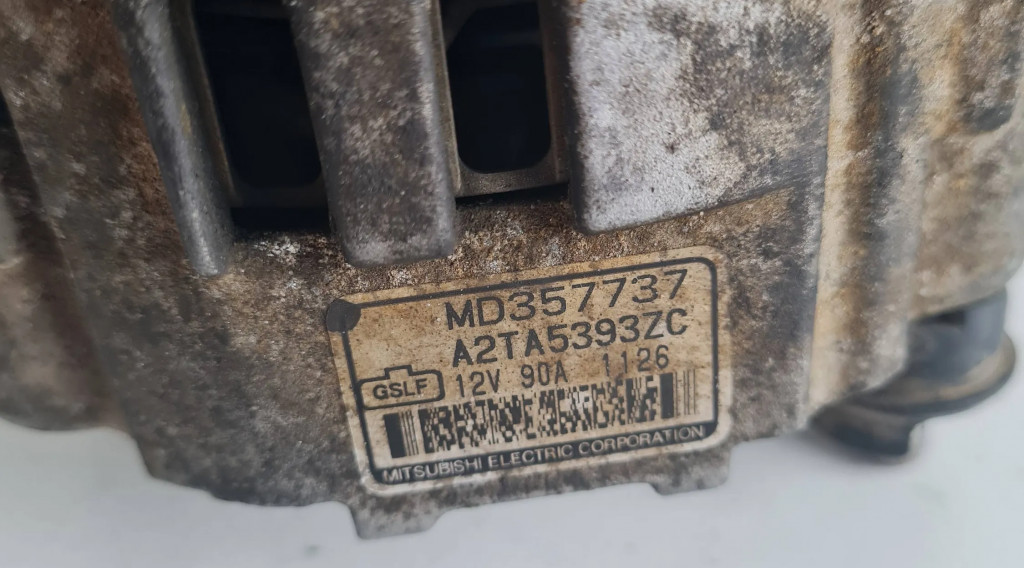 MD357737
A2TA5393ZC
GSLF 12V 90A 1126
MITSUBISHI ELECTRIC CORPORATION